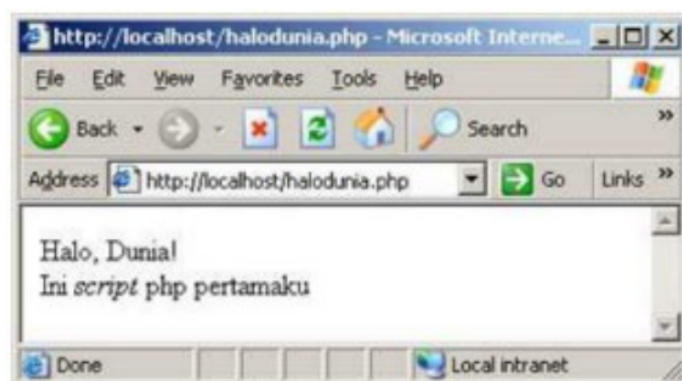 http://localhost/halodunia.php - Microsoft Interne...
File Edit View Favorites Tools Help
Back Search »
Address http://localhost/halodunia.php Go Links »
Halo, Dunia!
Ini script php pertamaku
Done Local intranet